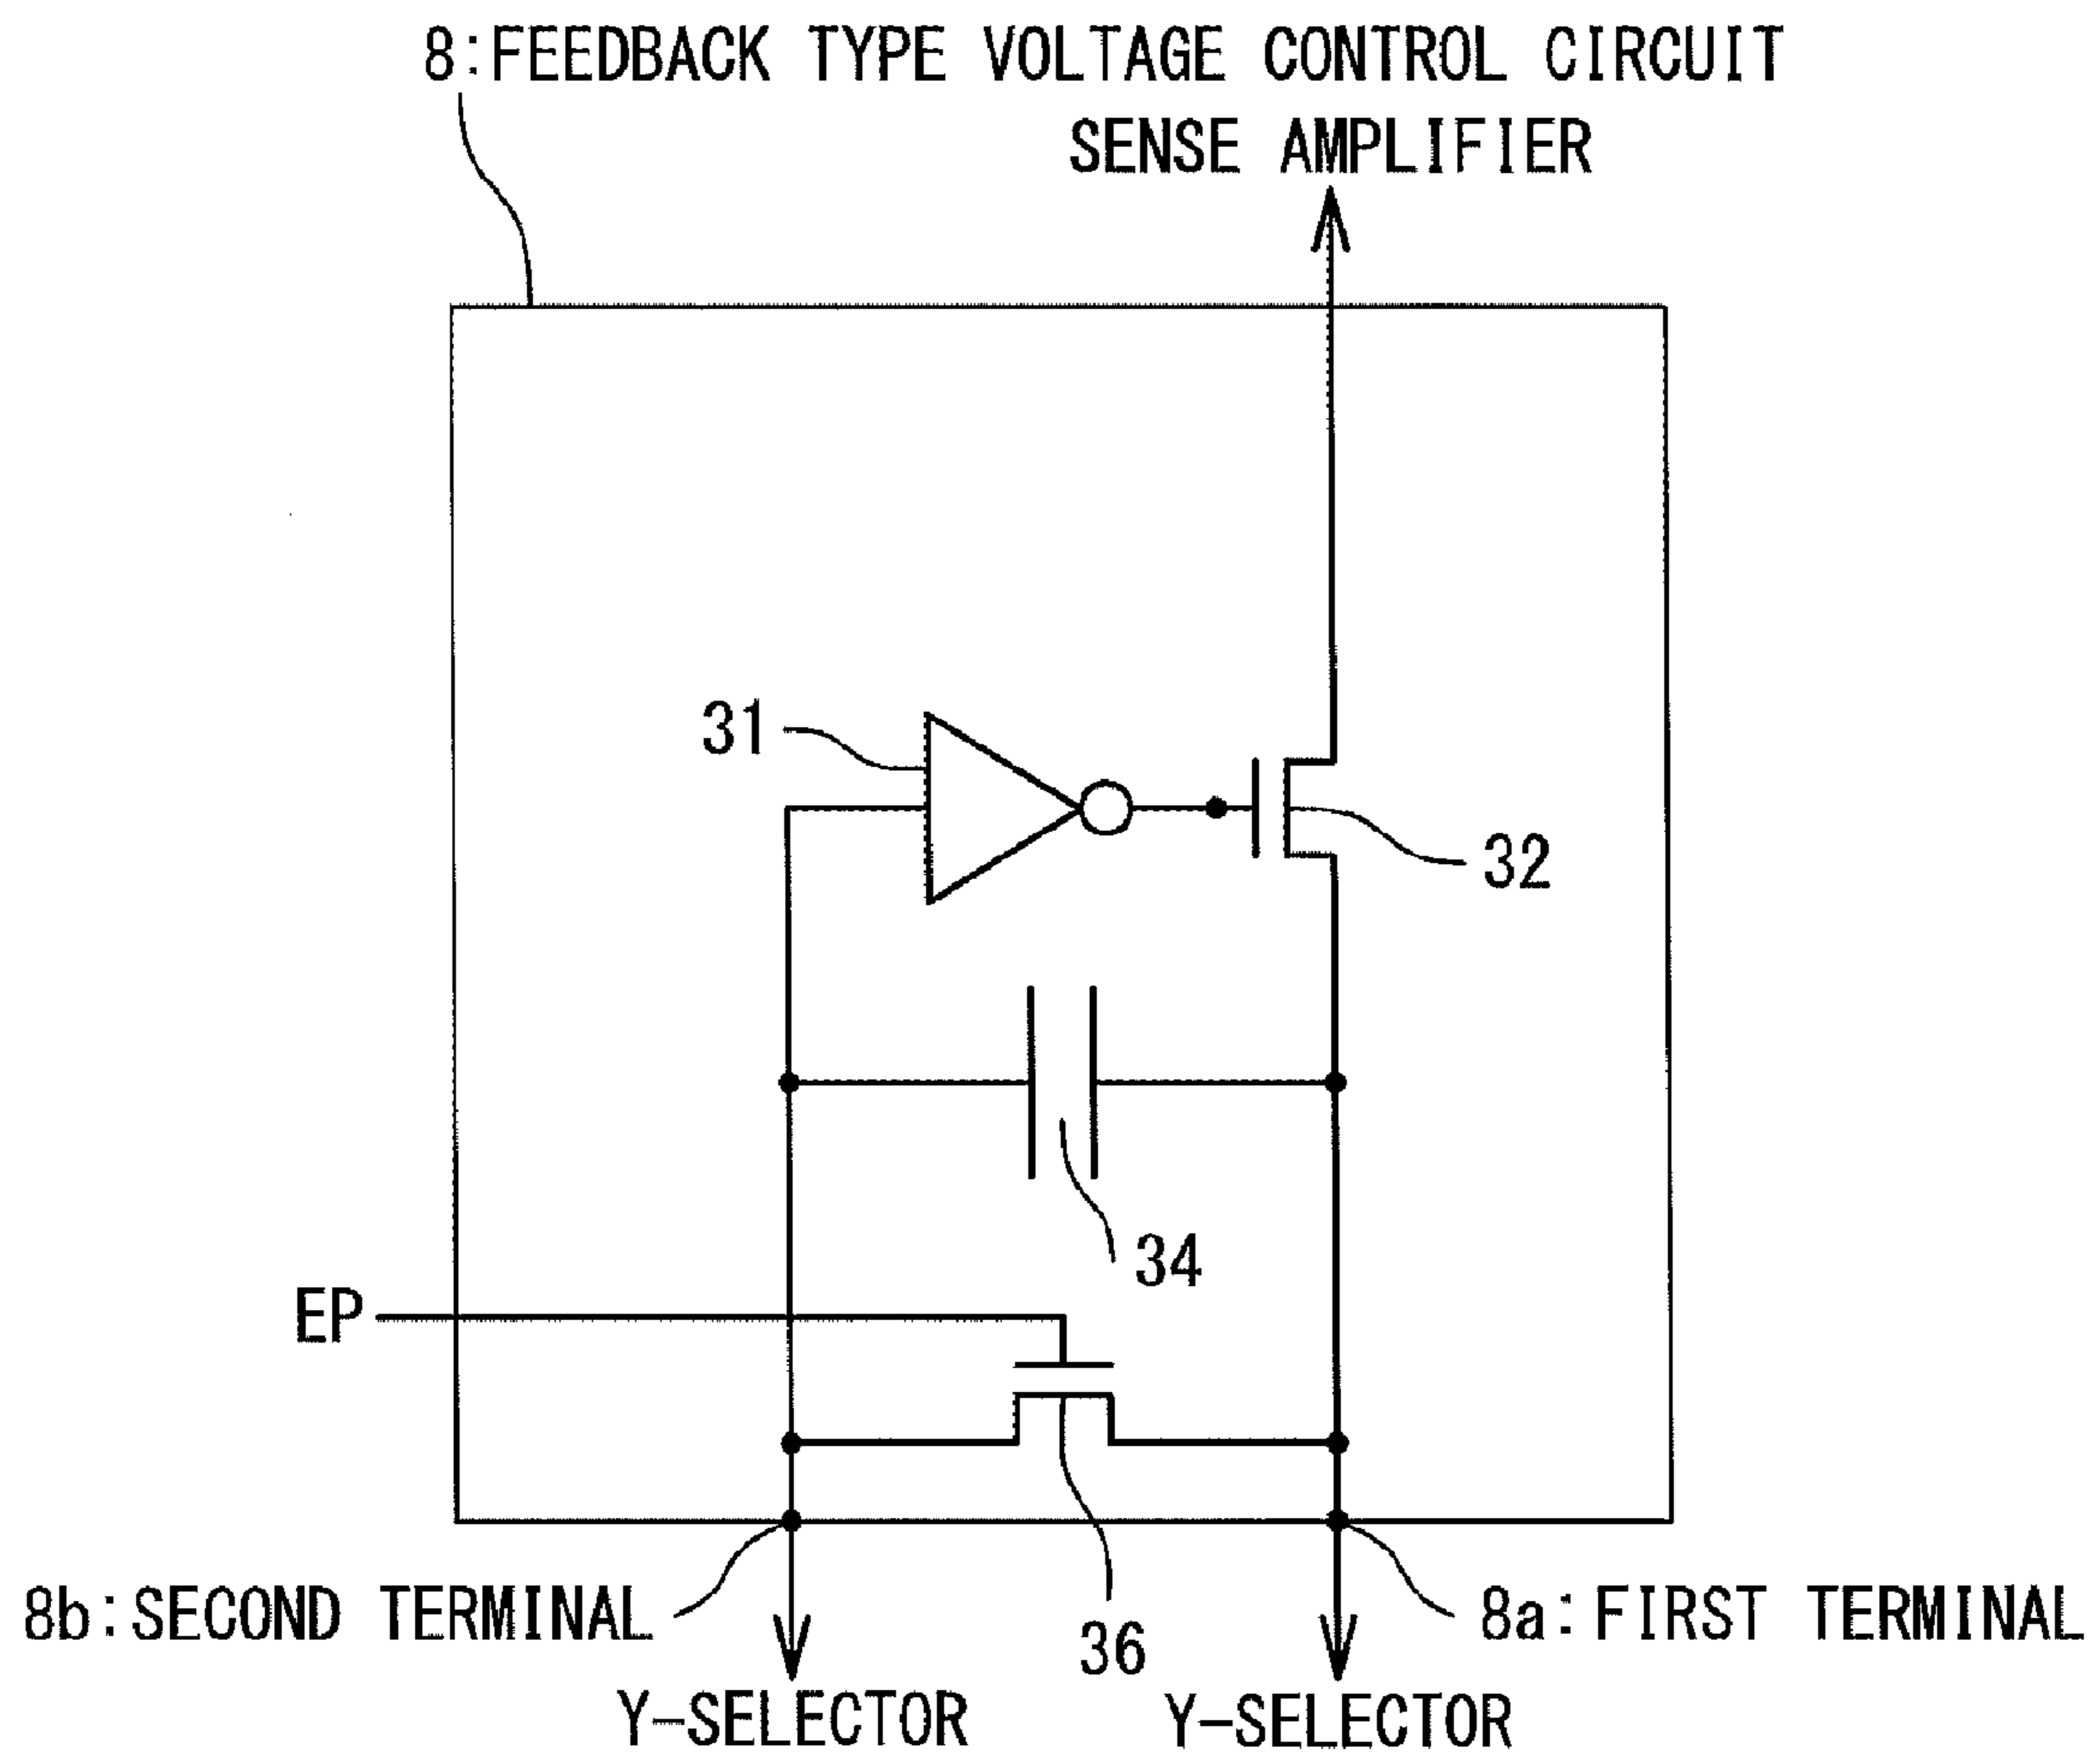 8:FEEDBACK TYPE VOLTAGE CONTROL CIRCUIT
SENSE AMPLIFIER
31
32
34
EP
8b:SECOND TERMINAL
36
8a:FIRST TERMINAL
Y-SELECTOR
Y-SELECTOR